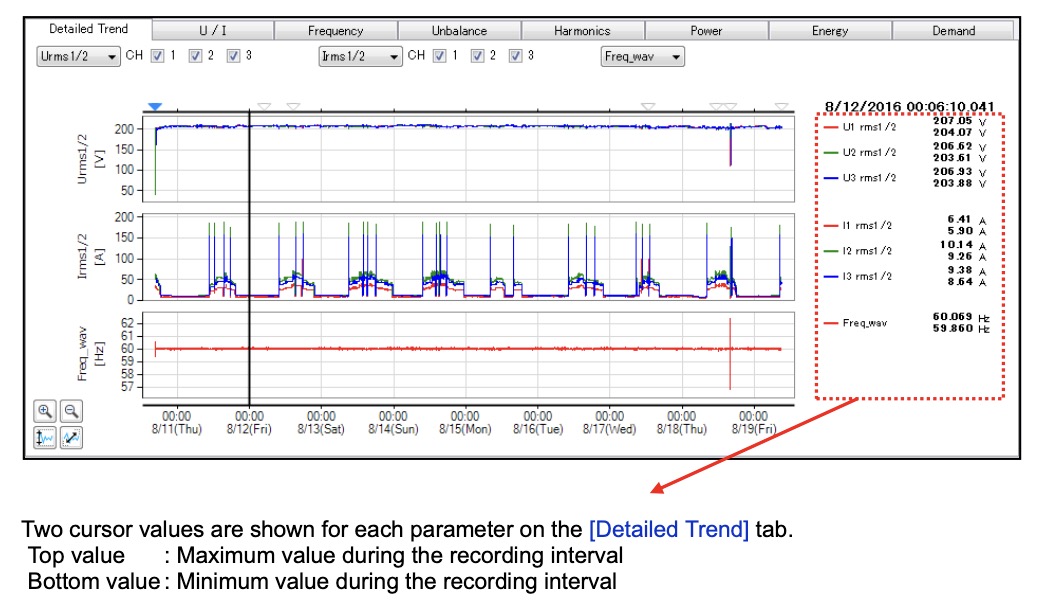 Detailed Trend U / I Frequency Unbalance Harmonics Power Energy Demand
Urms1/2 CH 1 2 3 Irms1/2 CH 1 2 3 Freq_wav
8/12/2016 00:06:10.041
Urms1/2
[V]
200
150
100
50
U1 rms1/2 207.05 V
204.07 V
U2 rms1/2 206.62 V
203.61 V
U3 rms1/2 206.93 V
203.88 V
Irms1/2
[A]
200
150
100
50
0
I1 rms1/2 6.41 A
5.90 A
I2 rms1/2 10.14 A
9.26 A
I3 rms1/2 9.38 A
8.64 A
Freq_wav
[Hz]
62
61
60
59
58
57
Freq_wav 60.069 Hz
59.860 Hz
00:00 00:00 00:00 00:00 00:00 00:00 00:00 00:00 00:00
8/11(Thu) 8/12(Fri) 8/13(Sat) 8/14(Sun) 8/15(Mon) 8/16(Tue) 8/17(Wed) 8/18(Thu) 8/19(Fri)
Two cursor values are shown for each parameter on the [Detailed Trend] tab.
Top value : Maximum value during the recording interval
Bottom value : Minimum value during the recording interval